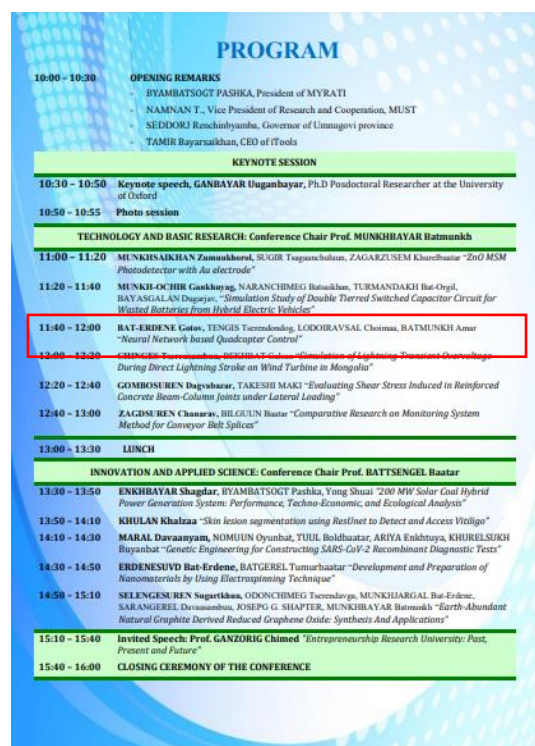 PROGRAM
10:00 – 10:30 OPENING REMARKS
- BYAMBATSOGT PASHKA, President of MYRATI
- NAMNAN T., Vice President of Research and Cooperation, MUST
- SEDDORJ Renchinbyamba, Governor of Umnugovi province
- TAMIR Bayarsaikhan, CEO of iTools
KEYNOTE SESSION
10:30 – 10:50 Keynote speech, GANBAYAR Uuganbayar, Ph.D Posdoctoral Researcher at the University
of Oxford
10:50 – 10:55 Photo session
TECHNOLOGY AND BASIC RESEARCH: Conference Chair Prof. MUNKHBAYAR Batmunkh
11:00 – 11:20 MUNKHSAIKHAN Zumuukhorol, SUGIR Tsagaanchuluun, ZAGARZUSEM Khurelbaatar "ZnO MSM
Photodetector with Au electrode"
11:20 – 11:40 MUNKH-OCHIR Gankhuyag, NARANCHIMEG Batsaikhan, TURMANDAKH Bat-Orgil,
BAYASGALAN Dugarjav, "Simulation Study of Double Tierred Switched Capacitor Circuit for
Wasted Batteries from Hybrid Electric Vehicles"
11:40 – 12:00 BAT-ERDENE Gotov, TENGIS Tserendondog, LODOIRAVSAL Choimaa, BATMUNKH Amar
"Neural Network based Quadcopter Control"
12:00 – 12:20 "Simulation of Lightning Transient Overvoltage
During Direct Lightning Stroke on Wind Turbine in Mongolia"
12:20 – 12:40 GOMBOSUREN Dagvabazar, TAKESHI MAKI "Evaluating Shear Stress Induced in Reinforced
Concrete Beam-Column Joints under Lateral Loading"
12:40 – 13:00 ZAGDSUREN Chanarav, BILGUUN Baatar "Comparative Research on Monitoring System
Method for Conveyor Belt Splices"
13:00 – 13:30 LUNCH
INNOVATION AND APPLIED SCIENCE: Conference Chair Prof. BATTSENGEL Baatar
13:30 – 13:50 ENKHBAYAR Shagdar, BYAMBATSOGT Pashka, Yong Shuai "200 MW Solar Coal Hybrid
Power Generation System: Performance, Techno-Economic, and Ecological Analysis"
13:50 – 14:10 KHULAN Khalzaa "Skin lesion segmentation using ResUnet to Detect and Access Vitiligo"
14:10 – 14:30 MARAL Davaanyam, NOMUUN Oyunbat, TUUL Boldbaatar, ARIYA Enkhtuya, KHURELSUKH
Buyanbat "Genetic Engineering for Constructing SARS-CoV-2 Recombinant Diagnostic Tests"
14:30 – 14:50 ERDENESUVD Bat-Erdene, BATGEREL Tumurbaatar "Development and Preparation of
Nanomaterials by Using Electrospinning Technique"
14:50 – 15:10 SELENGESUREN Sugartkhuu, ODONCHIMEG Tserendavga, MUNKHJARGAL Bat-Erdene,
SARANGEREL Davaasambuu, JOSEPG G. SHAPTER, MUNKHBAYAR Batmunkh "Earth-Abundant
Natural Graphite Derived Reduced Graphene Oxide: Synthesis And Applications"
15:10 – 15:40 Invited Speech: Prof. GANZORIG Chimed "Entrepreneurship Research University: Past,
Present and Future"
15:40 – 16:00 CLOSING CEREMONY OF THE CONFERENCE